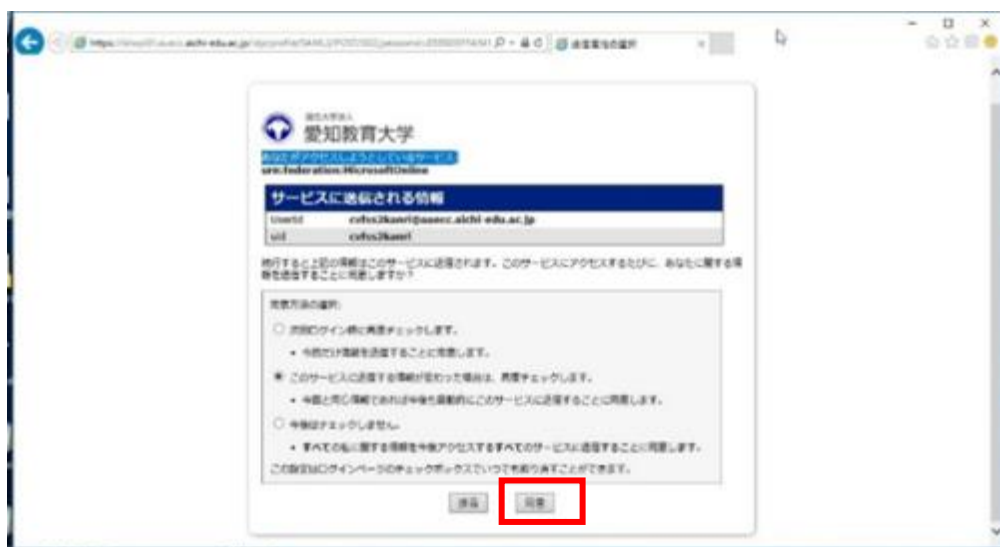 国立大学法人
愛知教育大学
あなたがアクセスしようとしているサービス:
urn:federation:MicrosoftOnline
サービスに送信される情報
UserId
uid
続行すると上記の情報はこのサービスに送信されます。このサービスにアクセスするたびに、あなたに関する情
報を送信することに同意しますか？
同意方法の選択:
次回ログイン時に再度チェックします。
• 今回だけ情報を送信することに同意します。
このサービスに送信する情報が変わった場合は、再度チェックします。
• 今回と同じ情報であれば今後も自動的にこのサービスに送信することに同意します。
今後はチェックしません。
• すべての私に関する情報を今後アクセスするすべてのサービスに送信することに同意します。
この設定はログインページのチェックボックスでいつでも取り消すことができます。
拒否 同意